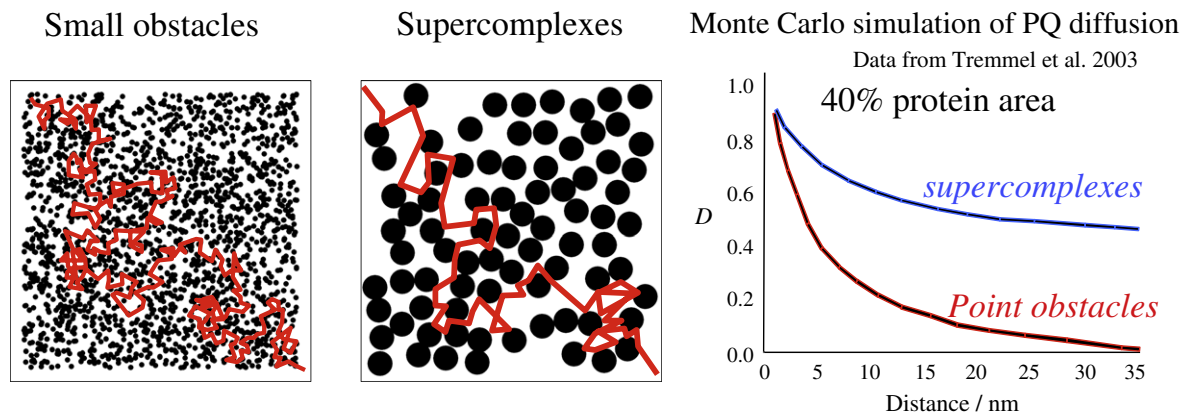 Small obstacles
Supercomplexes
Monte Carlo simulation of PQ diffusion
Data from Tremmel et al. 2003
40% protein area
1.0
0.8
0.6
0.4
0.2
0.0
D
supercomplexes
Point obstacles
0 5 10 15 20 25 30 35
Distance / nm